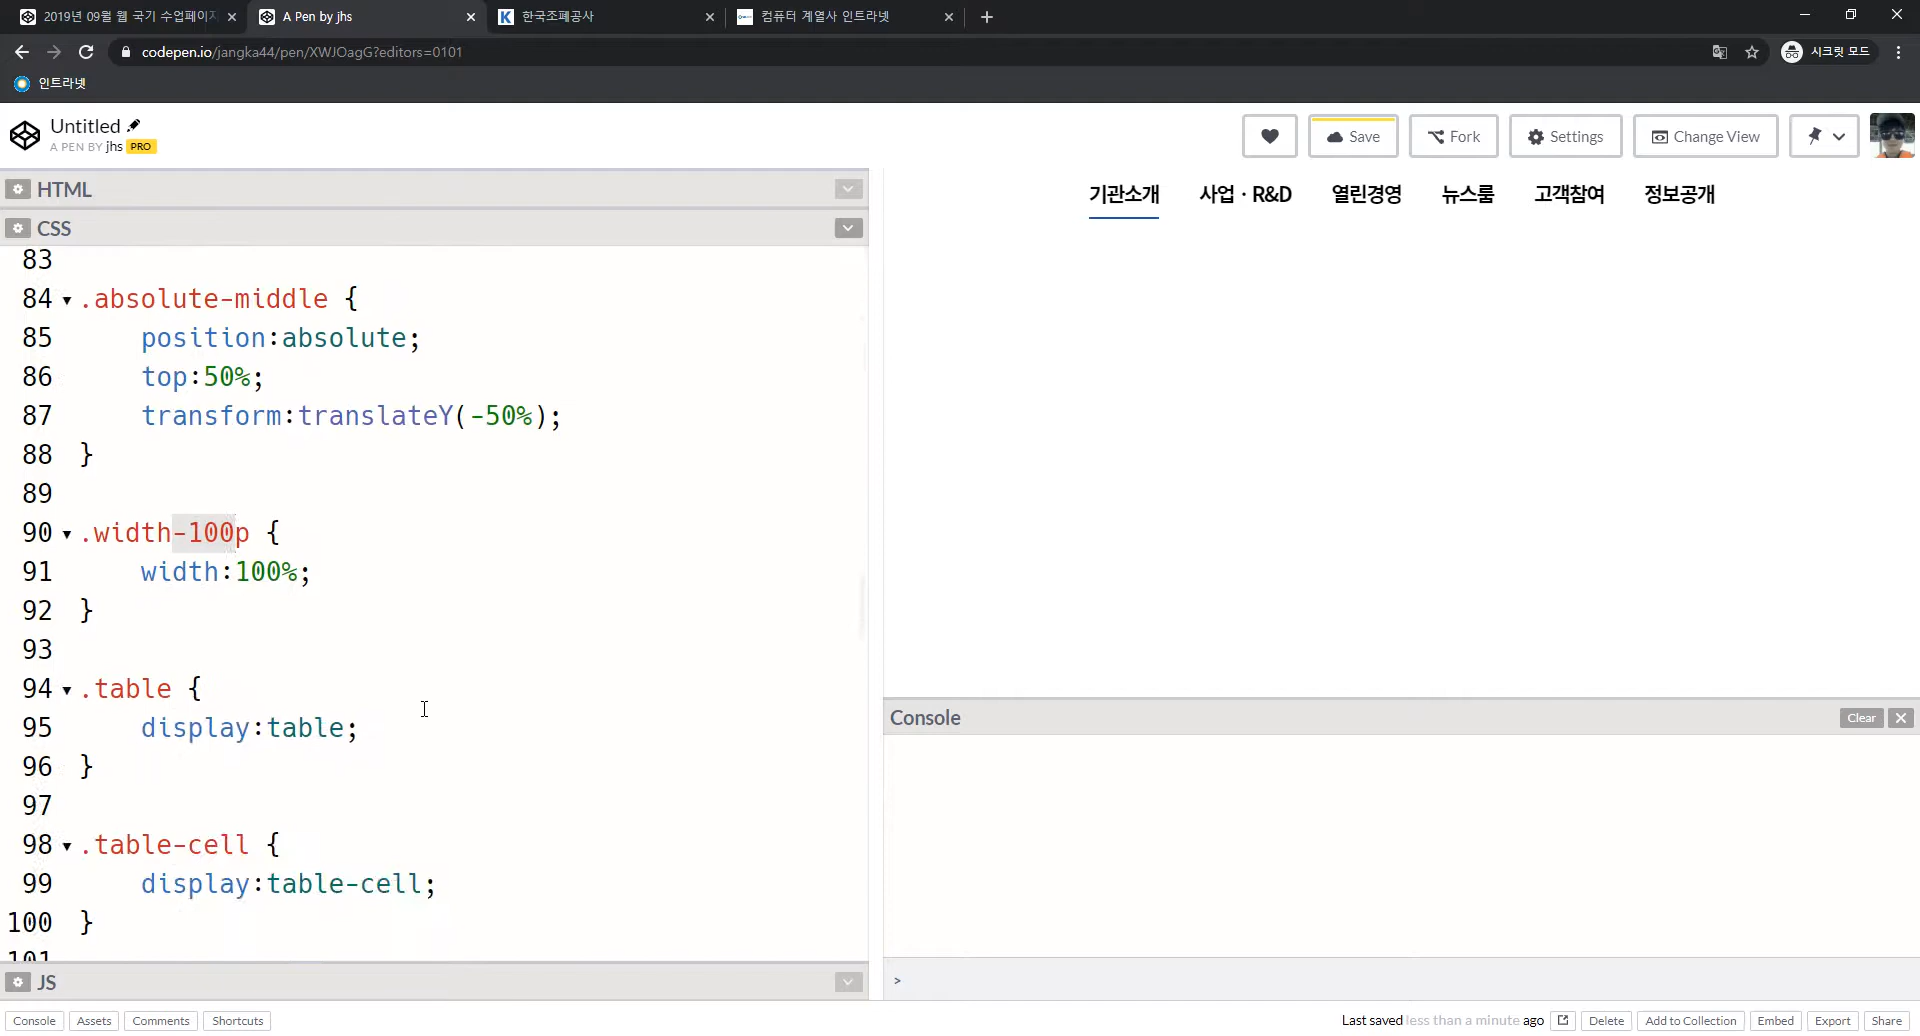 2019년 09월 웹 국기 수업페이지
A Pen by jhs
한국조폐공사
컴퓨터 계열사 인트라넷
codepen.io/jangka44/pen/XWJOagG?editors=0101
시크릿 모드
인트라넷
Untitled
A PEN BY jhs PRO
Save
Fork
Settings
Change View
HTML
CSS
83
84 .absolute-middle {
85 position:absolute;
86 top:50%;
87 transform:translateY(-50%);
88 }
89
90 .width-100p {
91 width:100%;
92 }
93
94 .table {
95 display:table;
96 }
97
98 .table-cell {
99 display:table-cell;
100 }
101
JS
기관소개 사업 · R&D 열린경영 뉴스룸 고객참여 정보공개
Console
Clear
>
Console Assets Comments Shortcuts
Last saved less than a minute ago
Delete Add to Collection Embed Export Share